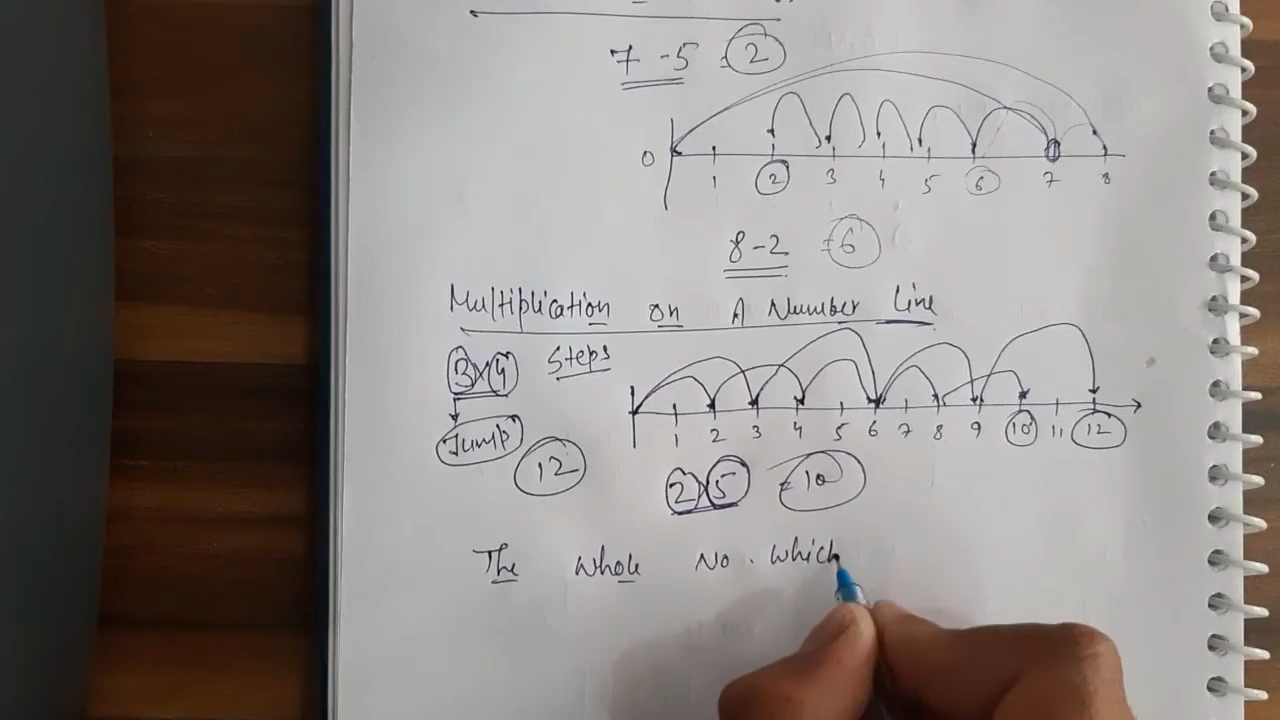 7 - 5 = 2
0 1 2 3 4 5 6 7 8
8 - 2 = 6
Multiplication on A Number Line
3 x 4 Steps
Jump
12
1 2 3 4 5 6 7 8 9 10 11 12
2 x 5 = 10
The whole No. which